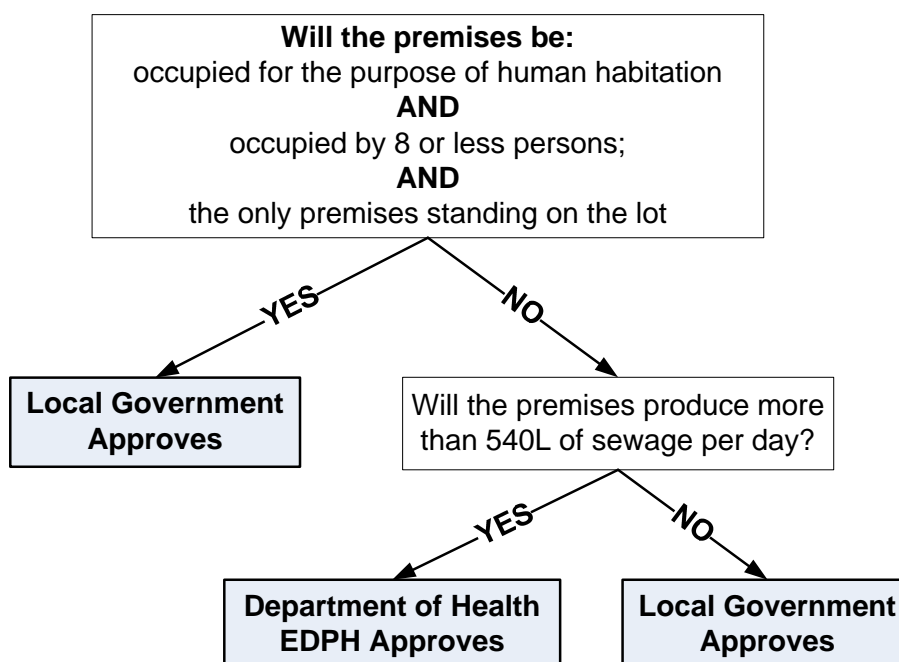 Will the premises be:
occupied for the purpose of human habitation
AND
occupied by 8 or less persons;
AND
the only premises standing on the lot
YES
NO
Local Government
Approves
Will the premises produce more
than 540L of sewage per day?
YES
NO
Department of Health
EDPH Approves
Local Government
Approves